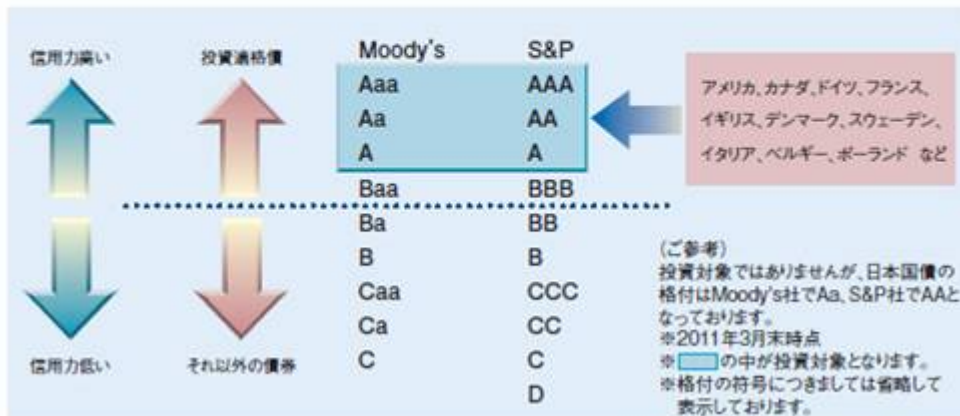 信用力高い
投資適格債
Moody's S&P
Aaa AAA
Aa AA
A A
Baa BBB
Ba BB
B B
Caa CCC
Ca CC
C C
D
信用力低い
それ以外の債券
アメリカ、カナダ、ドイツ、フランス、
イギリス、デンマーク、スウェーデン、
イタリア、ベルギー、ポーランド など
(ご参考)
投資対象ではありませんが、日本国債の
格付はMoody's社でAa、S&P社でAAと
なっております。
※2011年3月末時点
※ の中が投資対象となります。
※格付の符号につきましては省略して
表示しております。